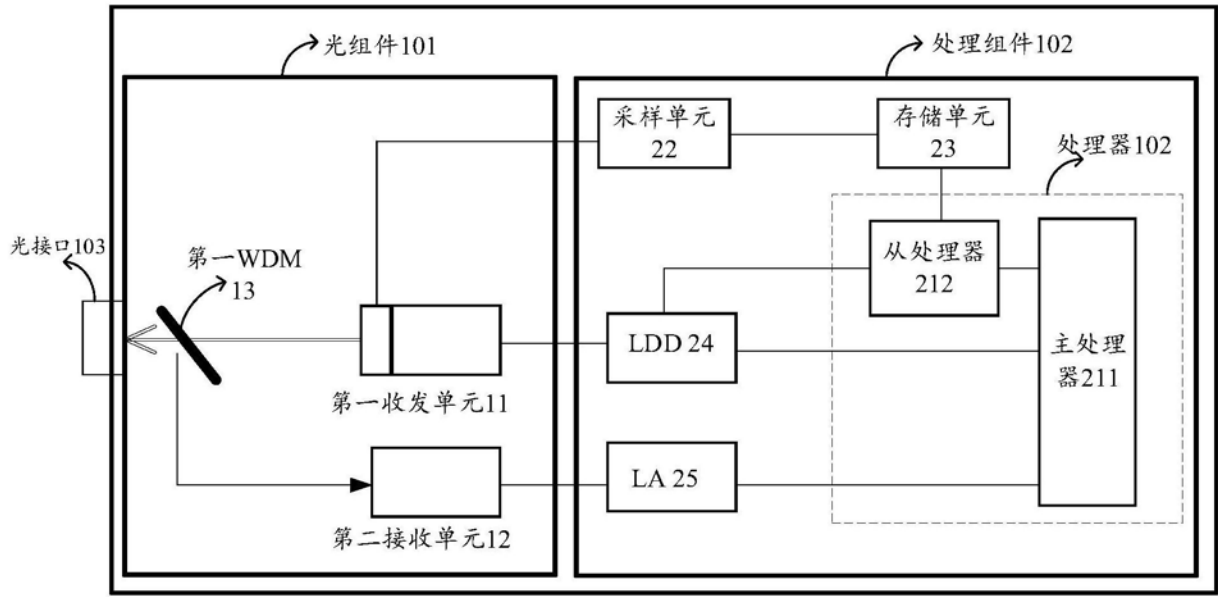 光组件101
处理组件102
采样单元
22
存储单元
23
处理器102
光接口103
第一WDM
13
从处理器
212
LDD 24
主处理
器211
第一收发单元11
LA 25
第二接收单元12